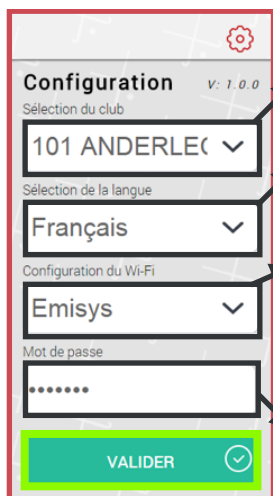 Configuration V: 1.0.0
Sélection du club
101 ANDERLEC
Sélection de la langue
Français
Configuration du Wi-Fi
Emisys
Mot de passe
•••••••
VALIDER